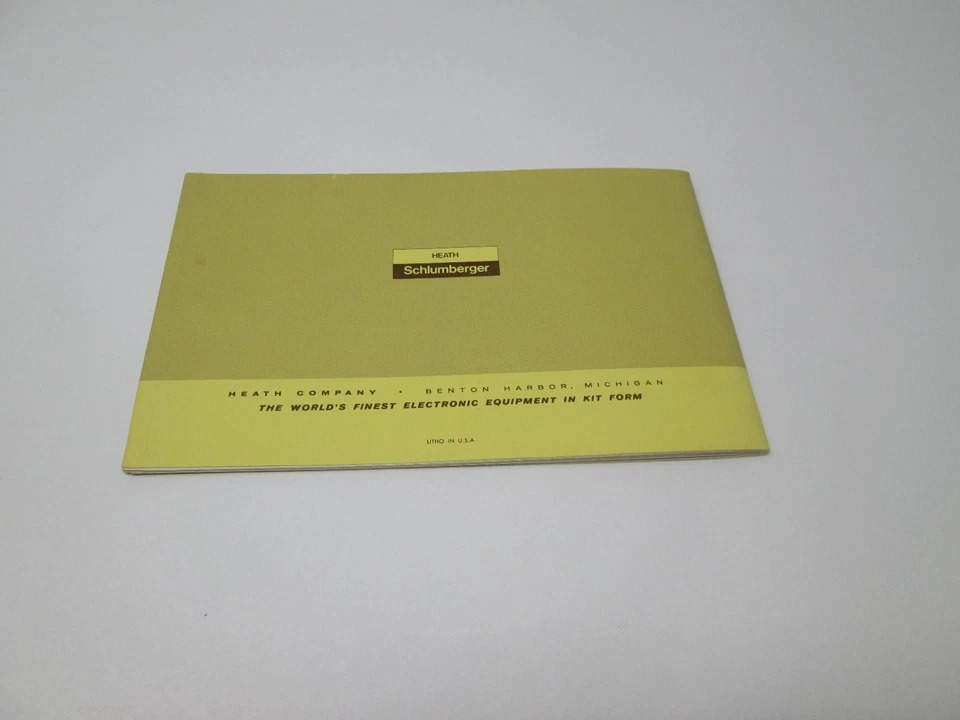 HEATH
Schlumberger
HEATH COMPANY • BENTON HARBOR, MICHIGAN
THE WORLD'S FINEST ELECTRONIC EQUIPMENT IN KIT FORM
LITHO IN U.S.A.